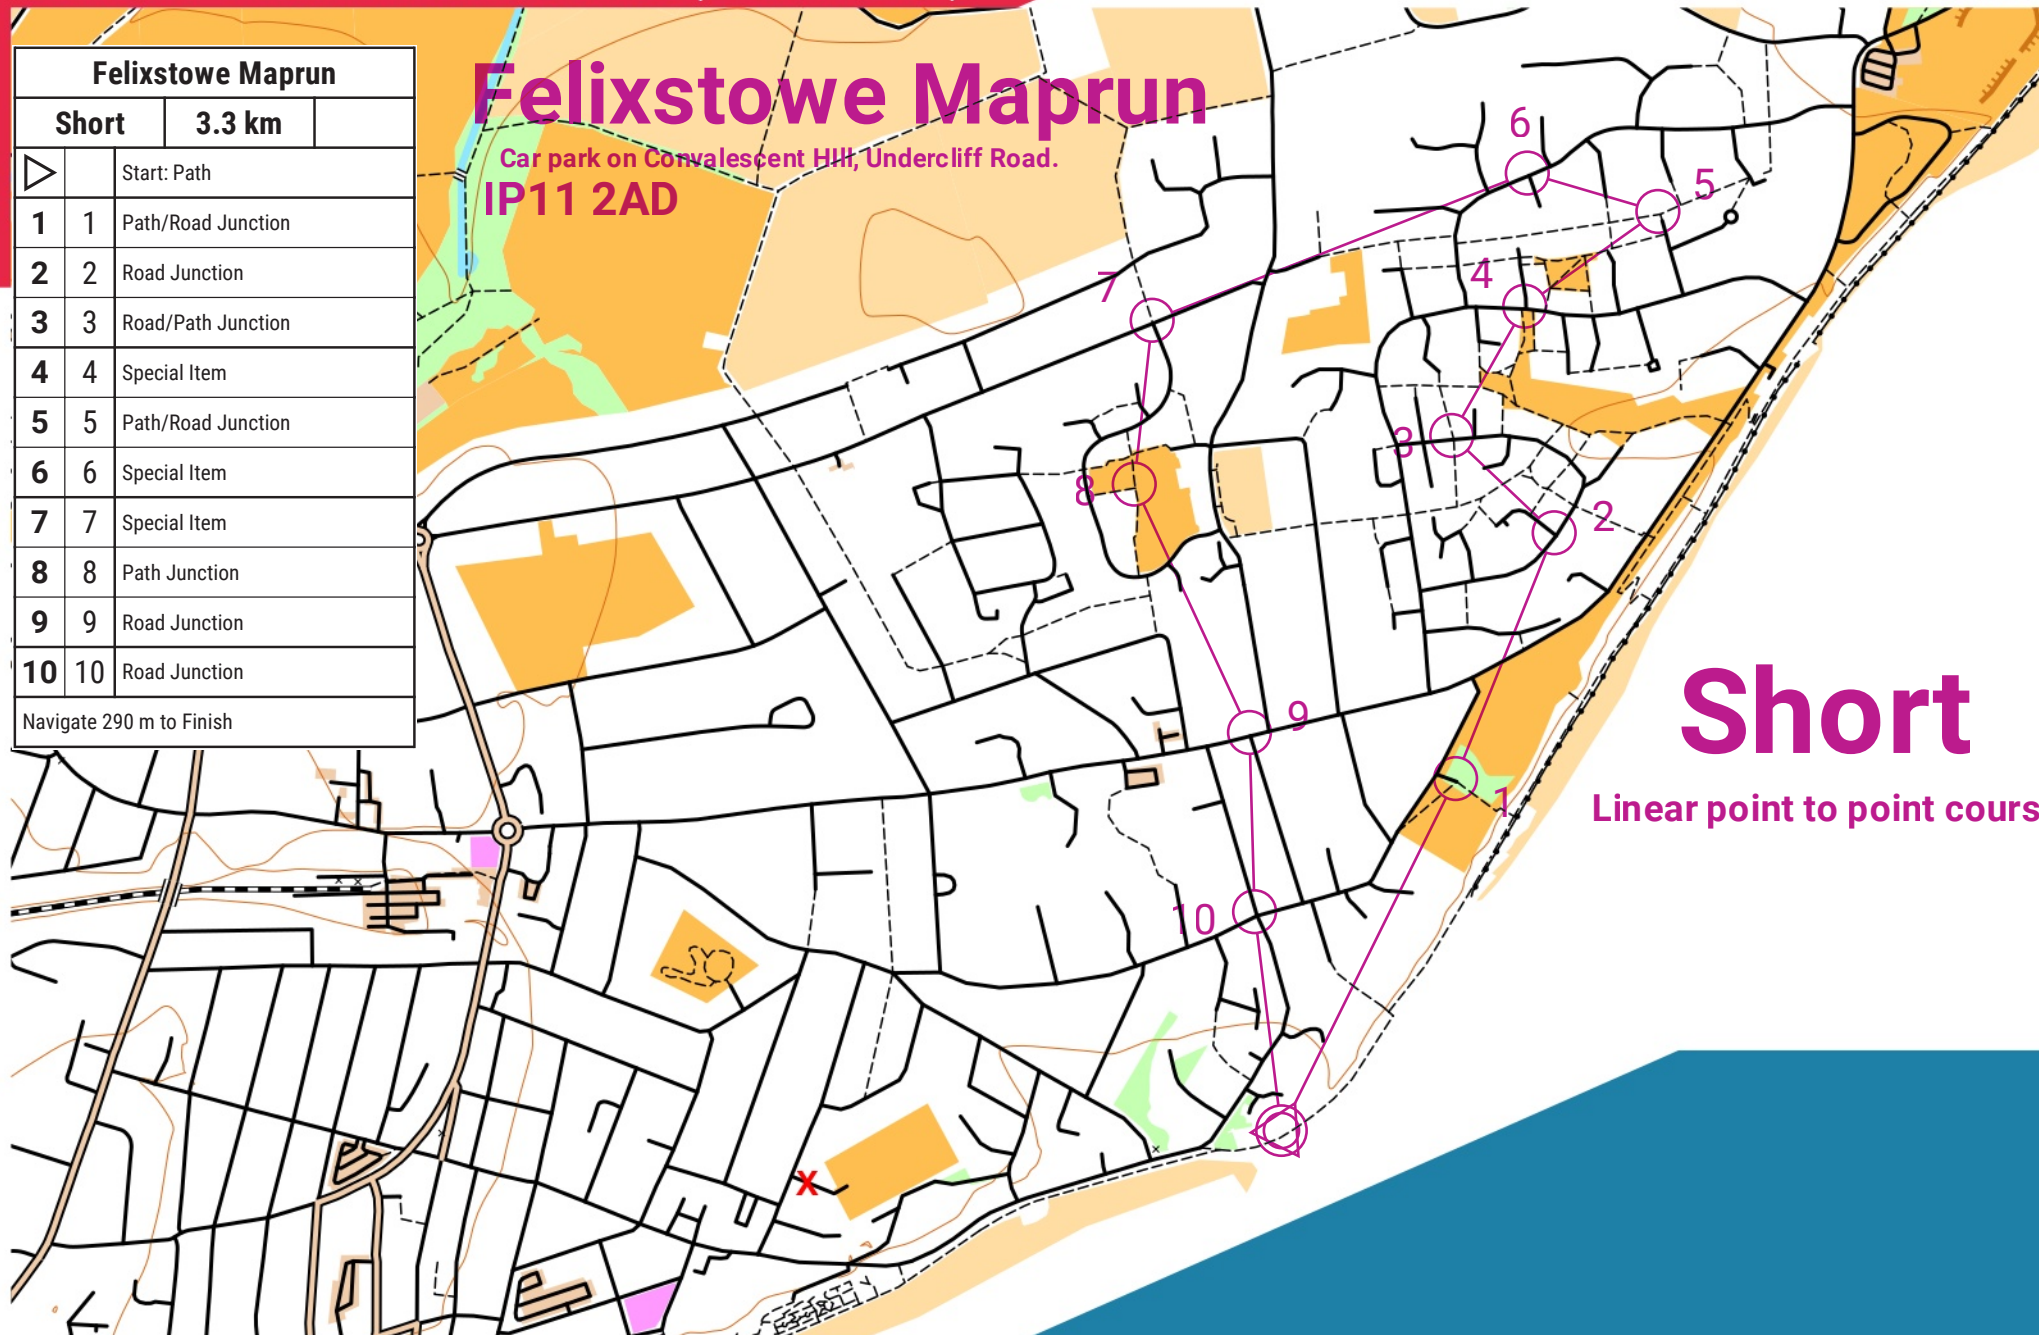 Felixstowe Maprun
Short 3.3 km
Start: Path
1 1 Path/Road Junction
2 2 Road Junction
3 3 Road/Path Junction
4 4 Special Item
5 5 Path/Road Junction
6 6 Special Item
7 7 Special Item
8 8 Path Junction
9 9 Road Junction
10 10 Road Junction
Navigate 290 m to Finish
Felixstowe Maprun
Car park on Convalescent HIll, Undercliff Road.
IP11 2AD
6
5
7
4
3
8
2
9
1
10
Short
Linear point to point cours
X